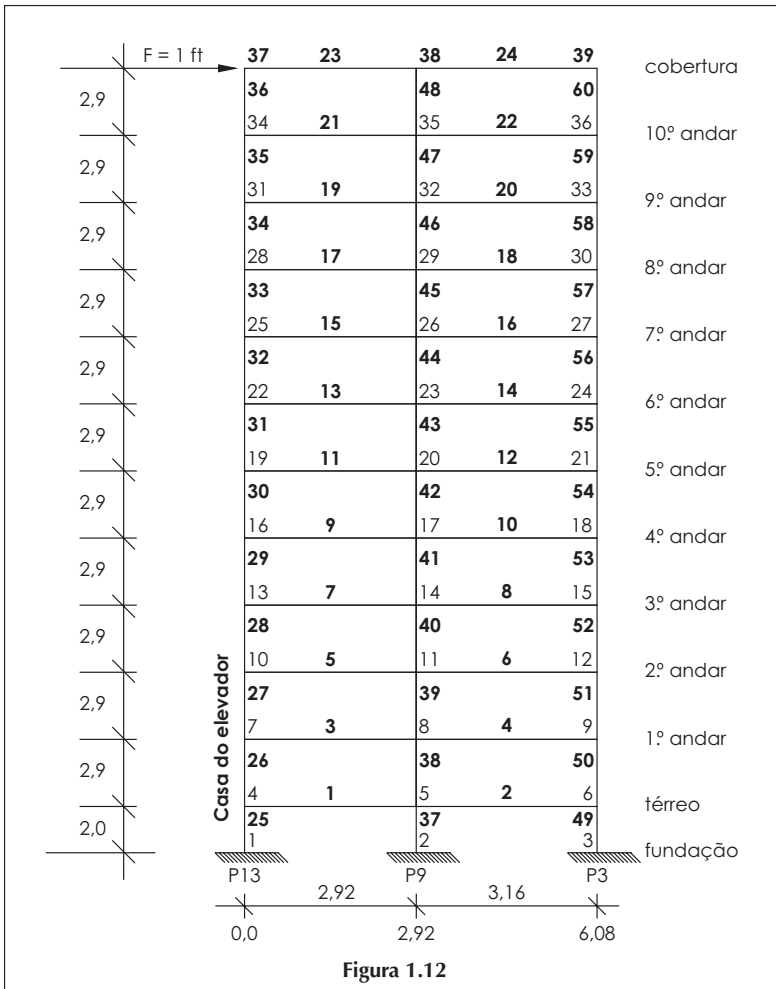 F = 1 ft 37 23 38 24 39
cobertura
2,9 36 48 60
34 21 35 22 36
10º andar
2,9 35 47 59
31 19 32 20 33
9º andar
2,9 34 46 58
28 17 29 18 30
8º andar
2,9 33 45 57
25 15 26 16 27
7º andar
2,9 32 44 56
22 13 23 14 24
6º andar
2,9 31 43 55
19 11 20 12 21
5º andar
2,9 30 42 54
16 9 17 10 18
4º andar
2,9 29 41 53
13 7 14 8 15
3º andar
2,9 28 40 52
10 5 11 6 12
2º andar
2,9 27 39 51
7 3 8 4 9
1º andar
2,9 26 38 50
4 1 5 2 6
térreo
Casa do elevador
2,0 25 37 49
1 2 3
fundação
P13 P9 P3
2,92 3,16
0,0 2,92 6,08
Figura 1.12